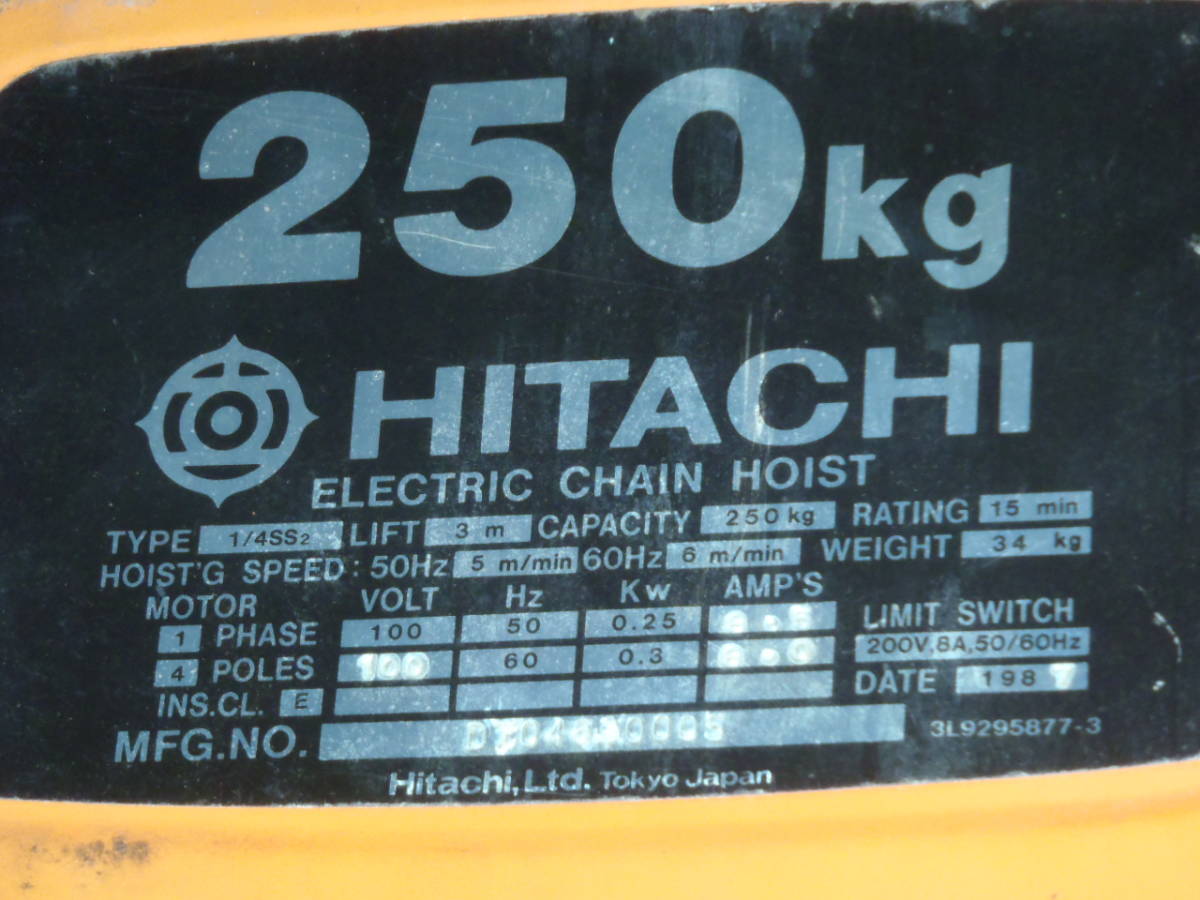 250kg
HITACHI
ELECTRIC CHAIN HOIST
TYPE 1/4SS2 LIFT 3 m CAPACITY 250 kg RATING 15 min
HOIST'G SPEED: 50Hz 5 m/min 60Hz 6 m/min WEIGHT 34 kg
MOTOR VOLT Hz Kw AMP'S
1 PHASE 100 50 0.25 LIMIT SWITCH
4 POLES 100 60 0.3 200V,8A,50/60Hz
INS.CL. E DATE 1987
MFG.NO. 3L9295877-3
Hitachi, Ltd. Tokyo Japan